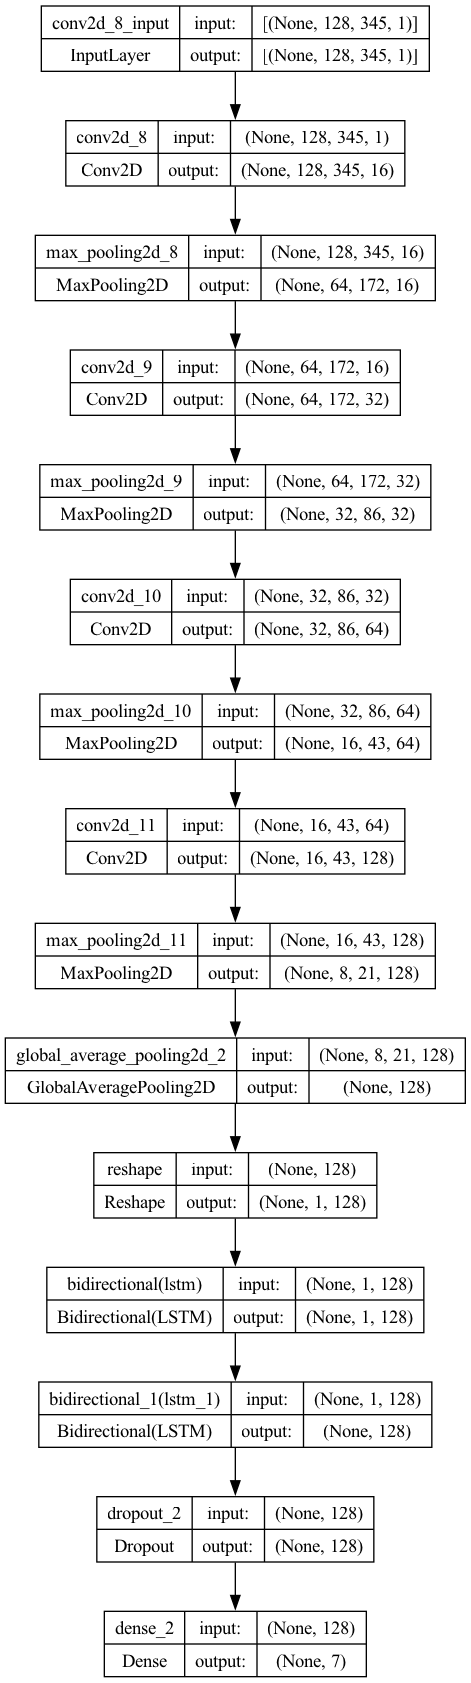 conv2d_8_input input: [(None, 128, 345, 1)]
InputLayer output: [(None, 128, 345, 1)]
conv2d_8 input: (None, 128, 345, 1)
Conv2D output: (None, 128, 345, 16)
max_pooling2d_8 input: (None, 128, 345, 16)
MaxPooling2D output: (None, 64, 172, 16)
conv2d_9 input: (None, 64, 172, 16)
Conv2D output: (None, 64, 172, 32)
max_pooling2d_9 input: (None, 64, 172, 32)
MaxPooling2D output: (None, 32, 86, 32)
conv2d_10 input: (None, 32, 86, 32)
Conv2D output: (None, 32, 86, 64)
max_pooling2d_10 input: (None, 32, 86, 64)
MaxPooling2D output: (None, 16, 43, 64)
conv2d_11 input: (None, 16, 43, 64)
Conv2D output: (None, 16, 43, 128)
max_pooling2d_11 input: (None, 16, 43, 128)
MaxPooling2D output: (None, 8, 21, 128)
global_average_pooling2d_2 input: (None, 8, 21, 128)
GlobalAveragePooling2D output: (None, 128)
reshape input: (None, 128)
Reshape output: (None, 1, 128)
bidirectional(lstm) input: (None, 1, 128)
Bidirectional(LSTM) output: (None, 1, 128)
bidirectional_1(lstm_1) input: (None, 1, 128)
Bidirectional(LSTM) output: (None, 128)
dropout_2 input: (None, 128)
Dropout output: (None, 128)
dense_2 input: (None, 128)
Dense output: (None, 7)